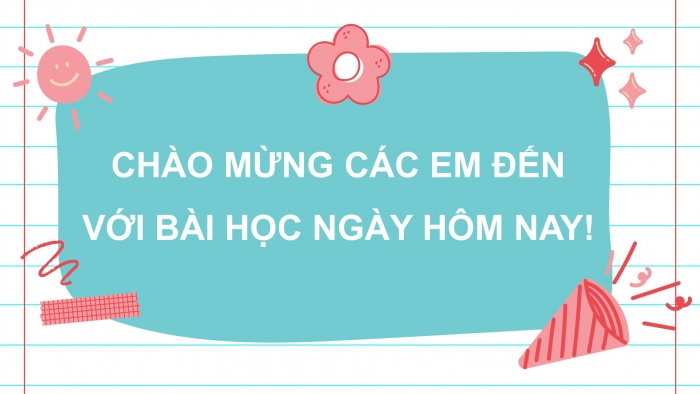 CHÀO MỪNG CÁC EM ĐẾN
VỚI BÀI HỌC NGÀY HÔM NAY!